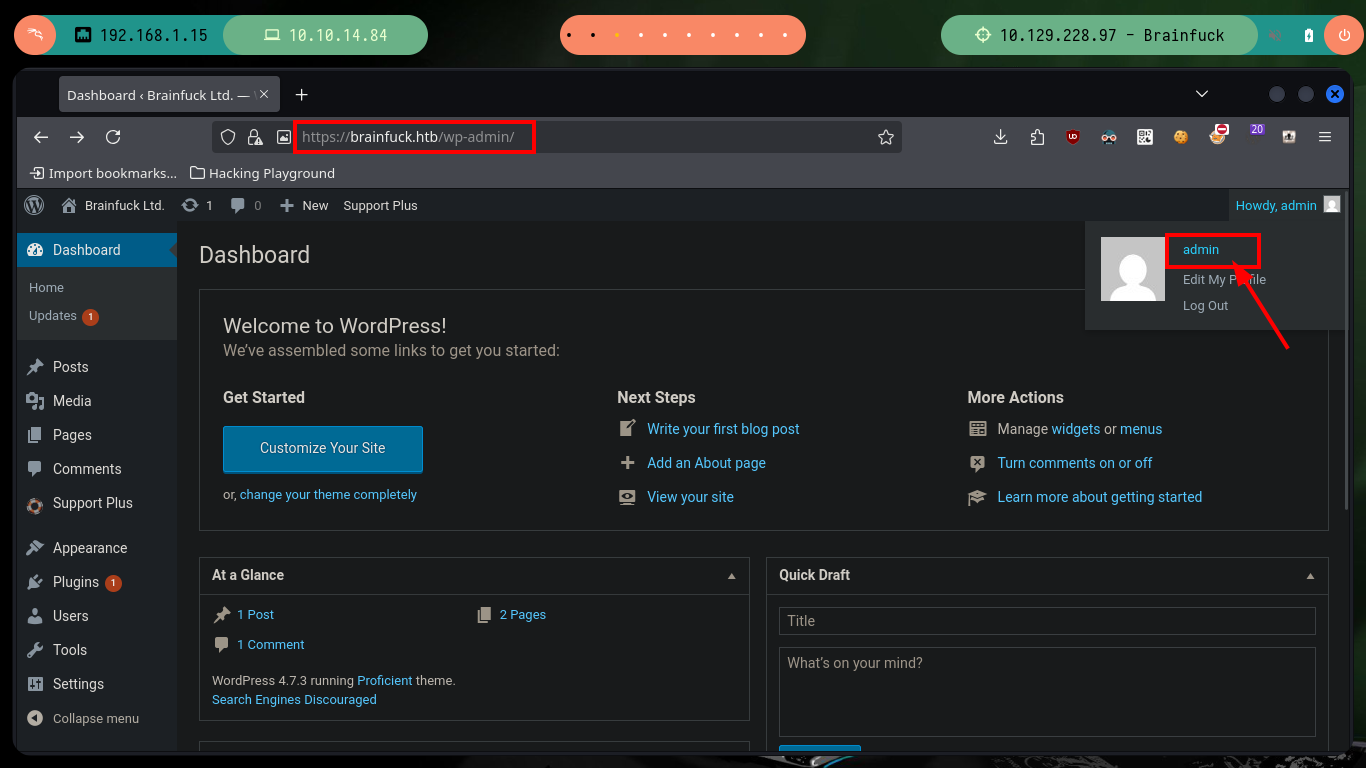 192.168.1.15
10.10.14.84
10.129.228.97 - Brainfuck
Dashboard ‹ Brainfuck Ltd. —
https://brainfuck.htb/wp-admin/
20
Import bookmarks...
Hacking Playground
Brainfuck Ltd.
1
0
New
Support Plus
Howdy, admin
admin
Edit My Profile
Log Out
Dashboard
Home
Updates 1
Posts
Media
Pages
Comments
Support Plus
Appearance
Plugins 1
Users
Tools
Settings
Collapse menu
Dashboard
Welcome to WordPress!
We've assembled some links to get you started:
Get Started
Customize Your Site
or, change your theme completely
Next Steps
Write your first blog post
Add an About page
View your site
More Actions
Manage widgets or menus
Turn comments on or off
Learn more about getting started
At a Glance
1 Post
2 Pages
1 Comment
WordPress 4.7.3 running Proficient theme.
Search Engines Discouraged
Quick Draft
Title
What's on your mind?